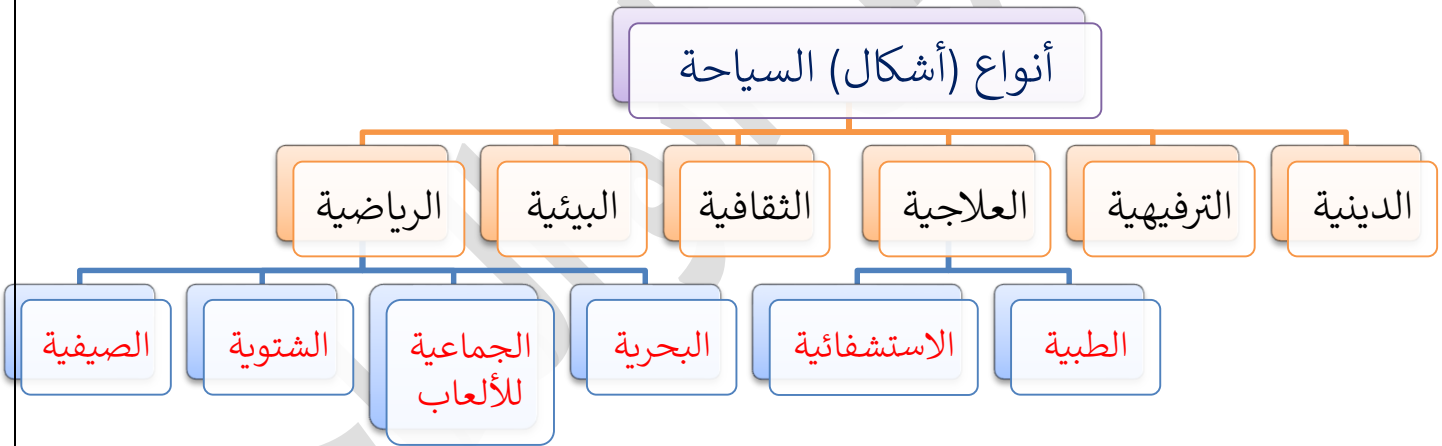 أنواع (أشكال) السياحة
الدينية
الترفيهية
العلاجية
الثقافية
البيئية
الرياضية
الطبية
الاستشفائية
البحرية
الجماعية
للألعاب
الشتوية
الصيفية